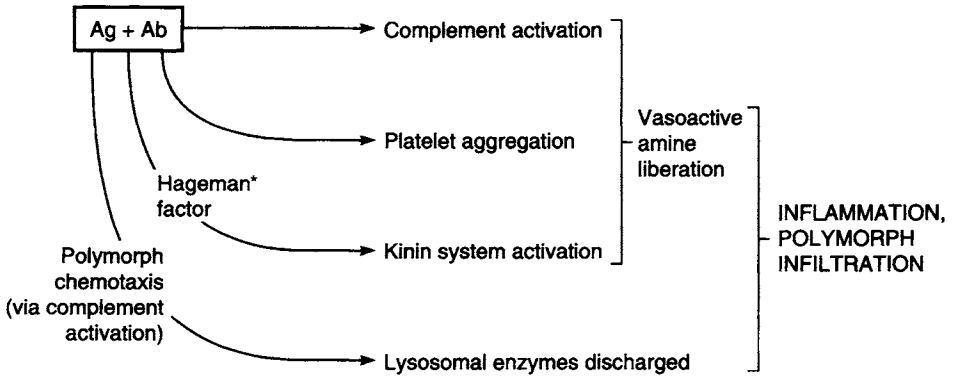 Ag + Ab
Complement activation
Platelet aggregation
Vasoactive
amine
liberation
Hageman*
factor
Kinin system activation
INFLAMMATION,
POLYMORPH
INFILTRATION
Polymorph
chemotaxis
(via complement
activation)
Lysosomal enzymes discharged